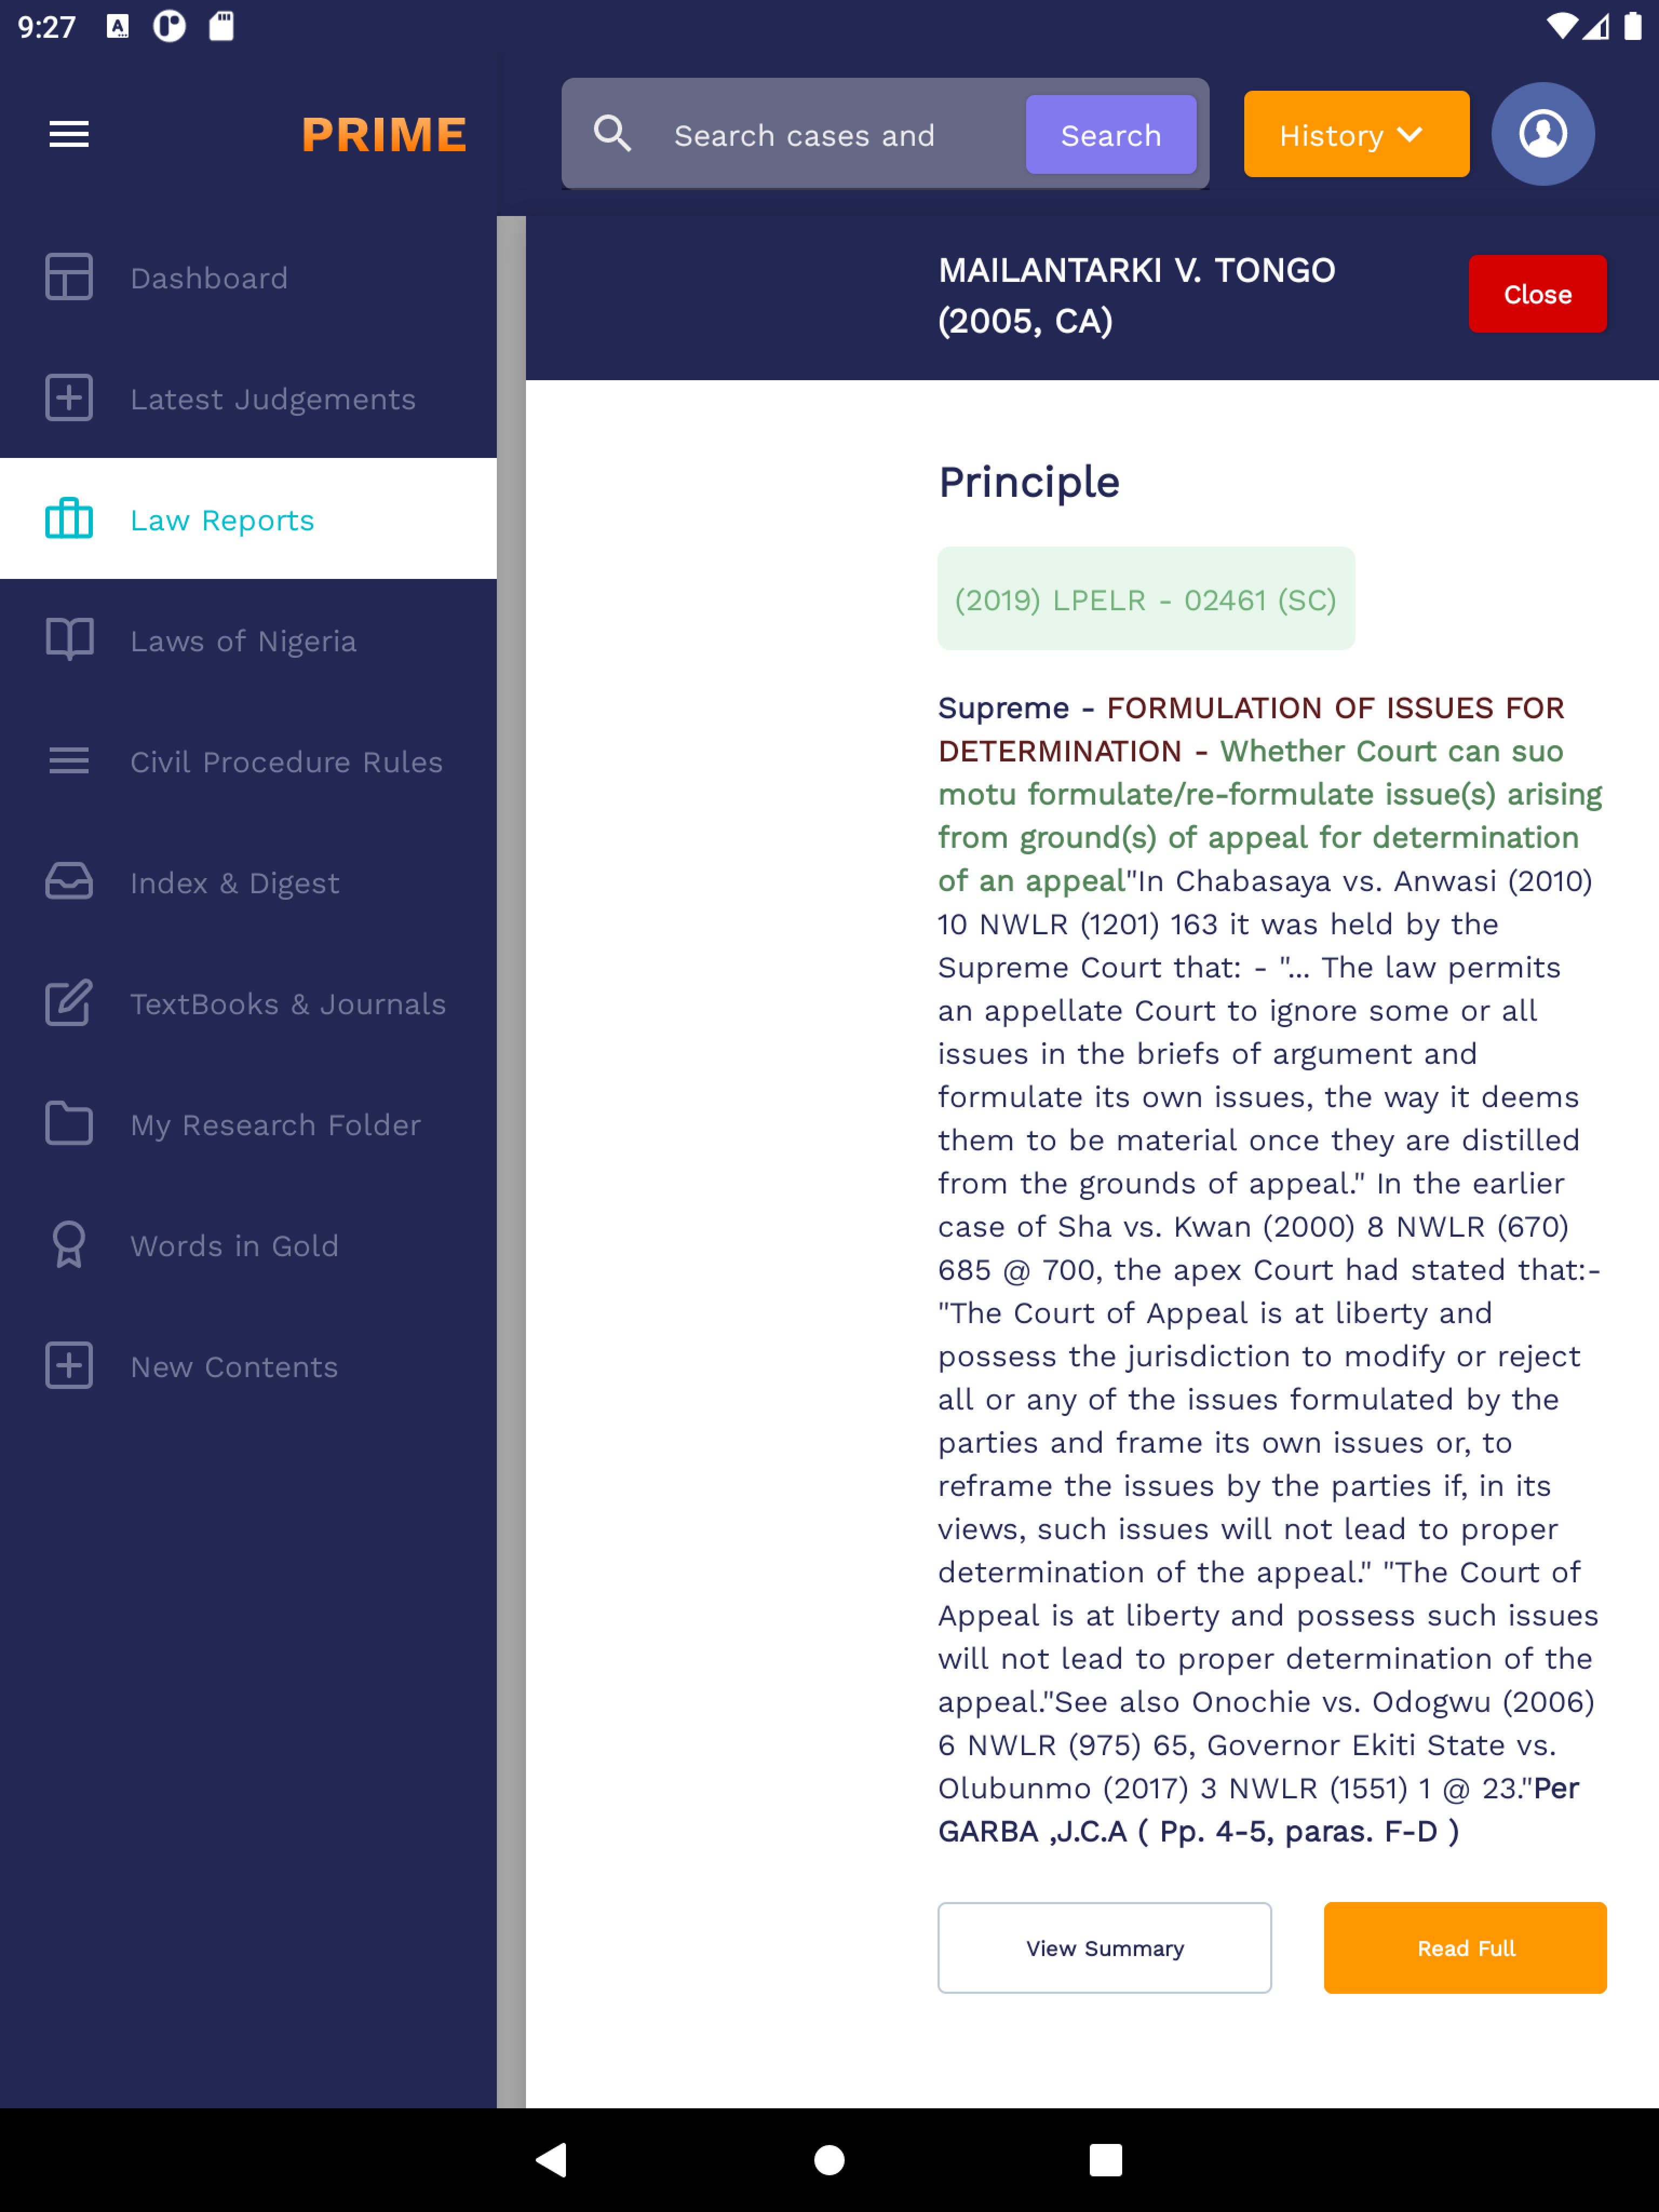 9:27
PRIME
Search cases and
Search
History
Dashboard
Latest Judgements
Law Reports
Laws of Nigeria
Civil Procedure Rules
Index & Digest
TextBooks & Journals
My Research Folder
Words in Gold
New Contents
MAILANTARKI V. TONGO
(2005, CA)
Close
Principle
(2019) LPELR - 02461 (SC)
Supreme - FORMULATION OF ISSUES FOR
DETERMINATION - Whether Court can suo
motu formulate/re-formulate issue(s) arising
from ground(s) of appeal for determination
of an appeal"In Chabasaya vs. Anwasi (2010)
10 NWLR (1201) 163 it was held by the
Supreme Court that: - "... The law permits
an appellate Court to ignore some or all
issues in the briefs of argument and
formulate its own issues, the way it deems
them to be material once they are distilled
from the grounds of appeal." In the earlier
case of Sha vs. Kwan (2000) 8 NWLR (670)
685 @ 700, the apex Court had stated that:-
"The Court of Appeal is at liberty and
possess the jurisdiction to modify or reject
all or any of the issues formulated by the
parties and frame its own issues or, to
reframe the issues by the parties if, in its
views, such issues will not lead to proper
determination of the appeal." "The Court of
Appeal is at liberty and possess such issues
will not lead to proper determination of the
appeal."See also Onochie vs. Odogwu (2006)
6 NWLR (975) 65, Governor Ekiti State vs.
Olubunmo (2017) 3 NWLR (1551) 1 @ 23."Per
GARBA ,J.C.A ( Pp. 4-5, paras. F-D )
View Summary
Read Full